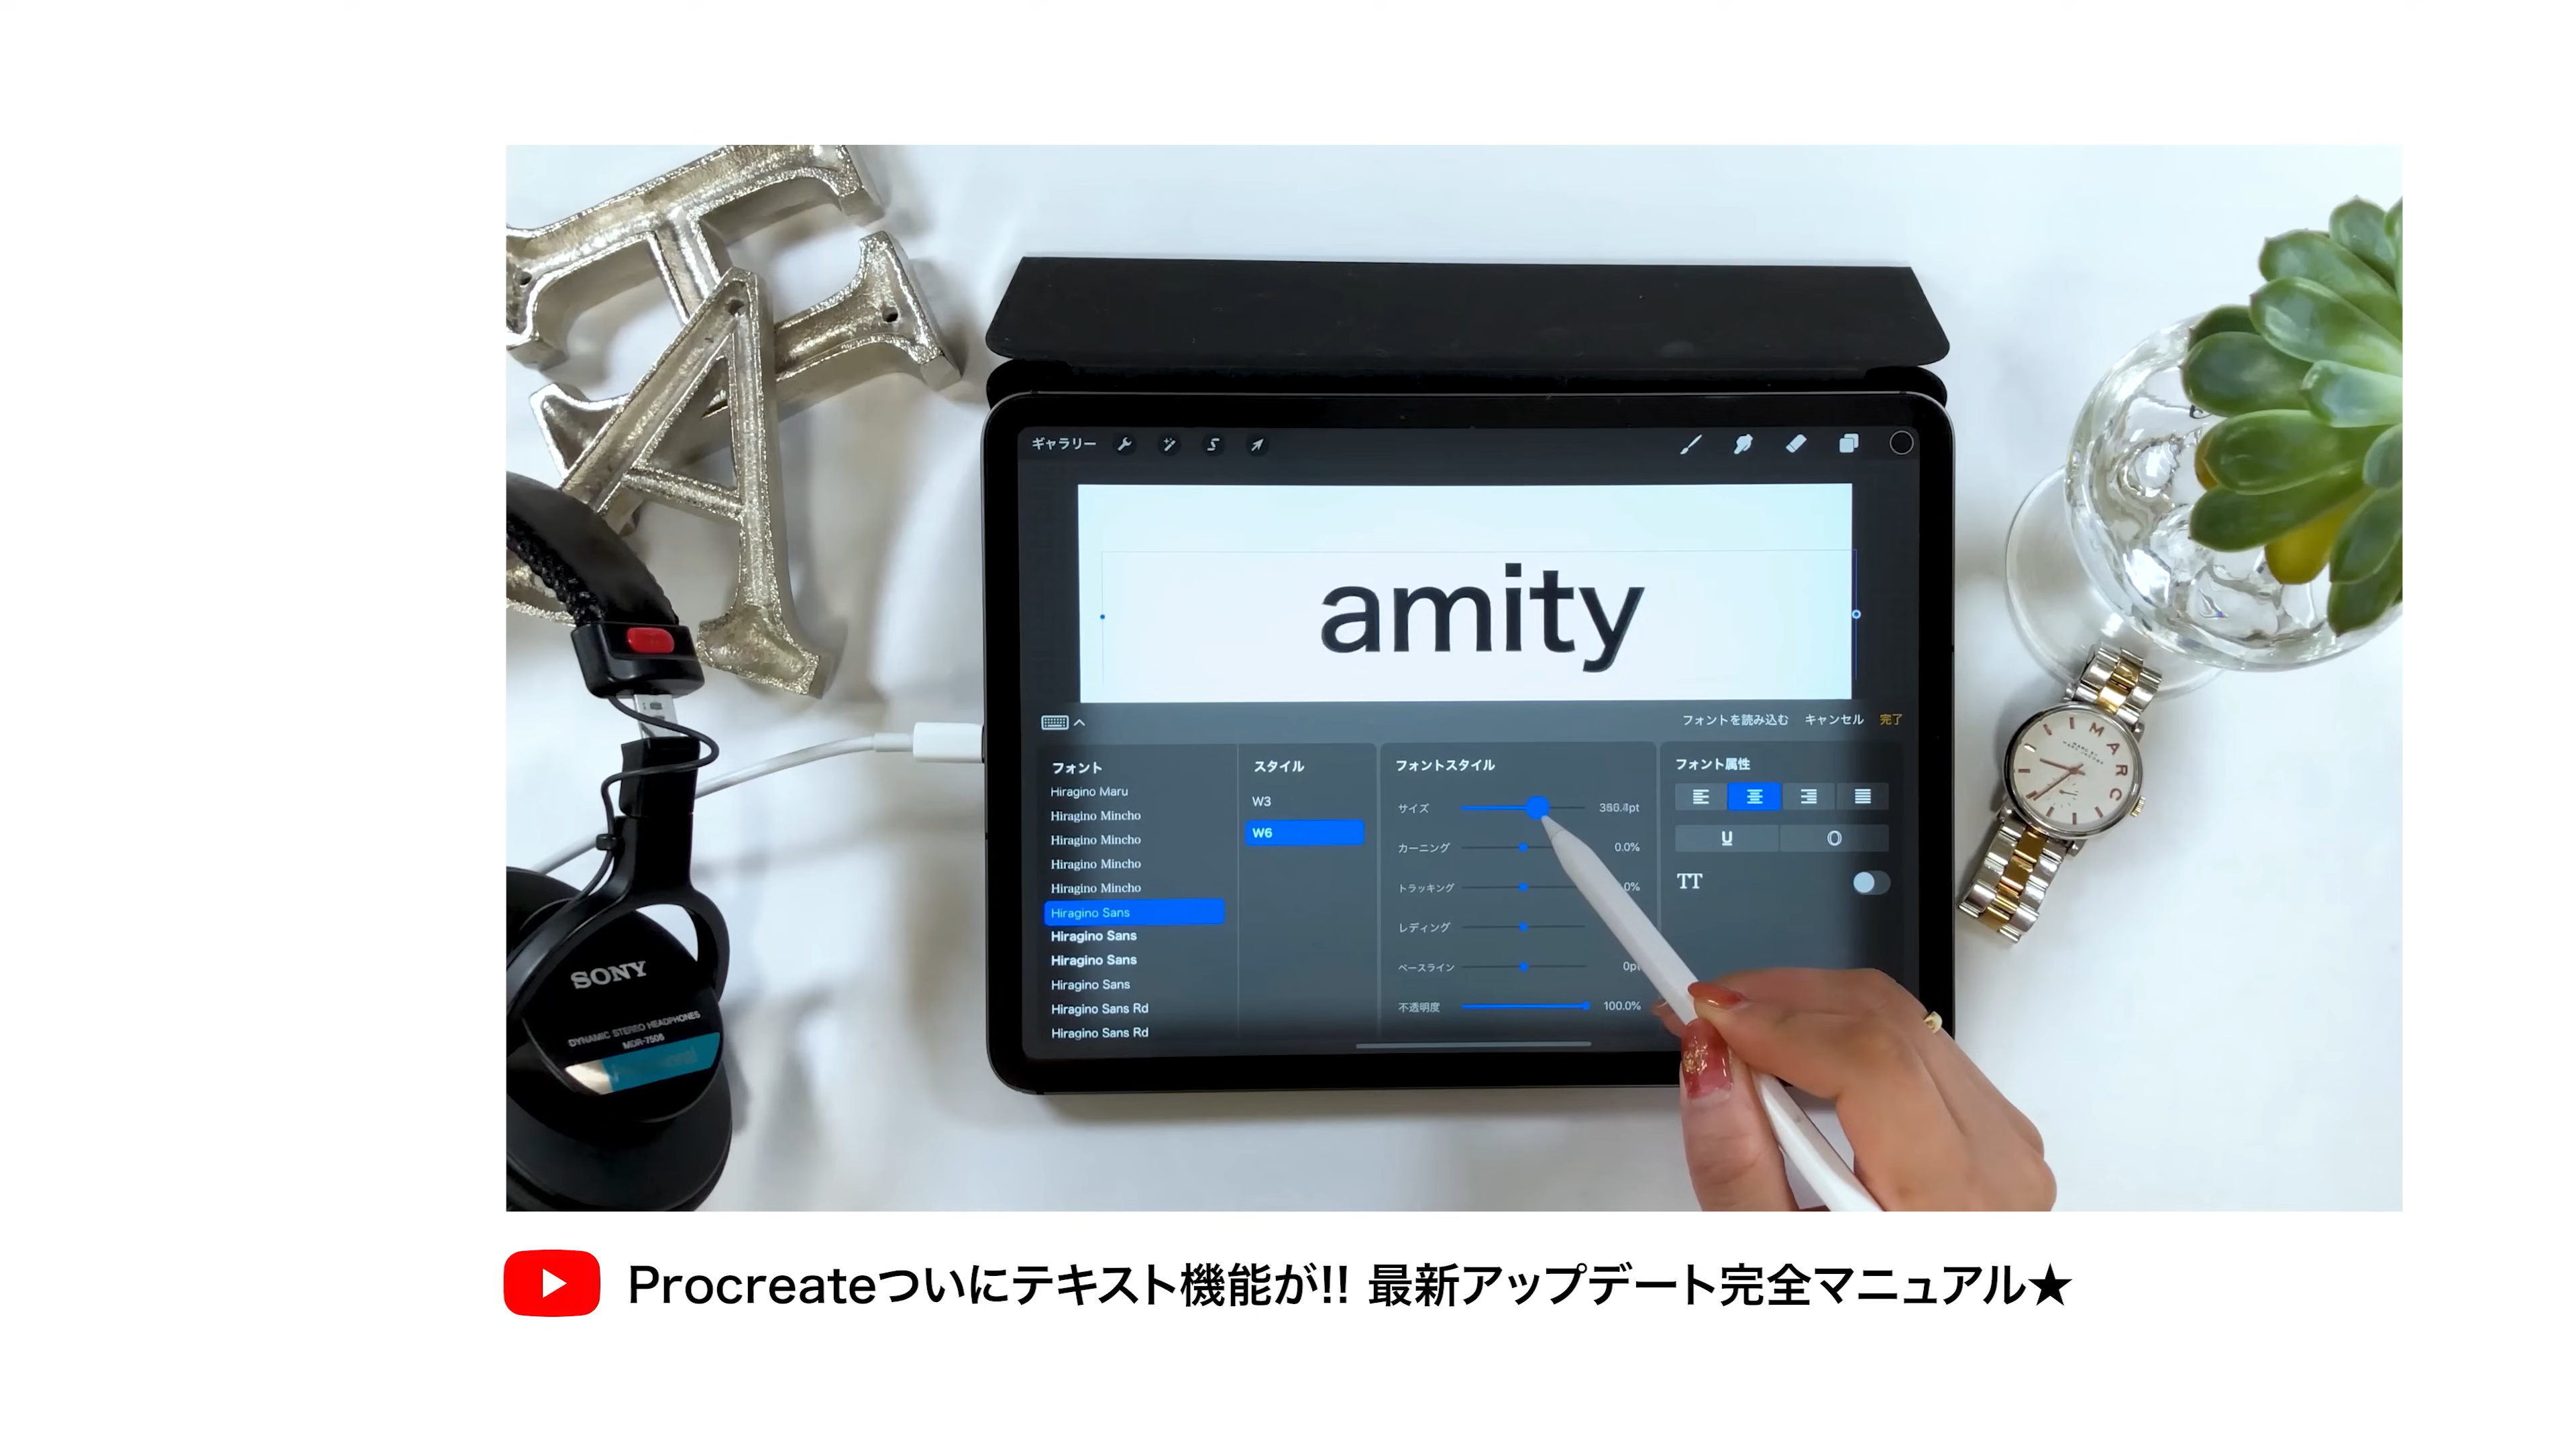 ギャラリー
amity
フォントを読み込む キャンセル 完了
フォント
Hiragino Maru
Hiragino Mincho
Hiragino Mincho
Hiragino Mincho
Hiragino Mincho
Hiragino Sans
Hiragino Sans
Hiragino Sans
Hiragino Sans
Hiragino Sans Rd
Hiragino Sans Rd
スタイル
W3
W6
フォントスタイル
サイズ
カーニング 0.0%
トラッキング 0%
レディング
ベースライン 0pt
不透明度 100.0%
フォント属性
U O
TT
SONY
DYNAMIC STEREO HEADPHONES
MDR-7506
MARC
Procreateついにテキスト機能が!! 最新アップデート完全マニュアル★